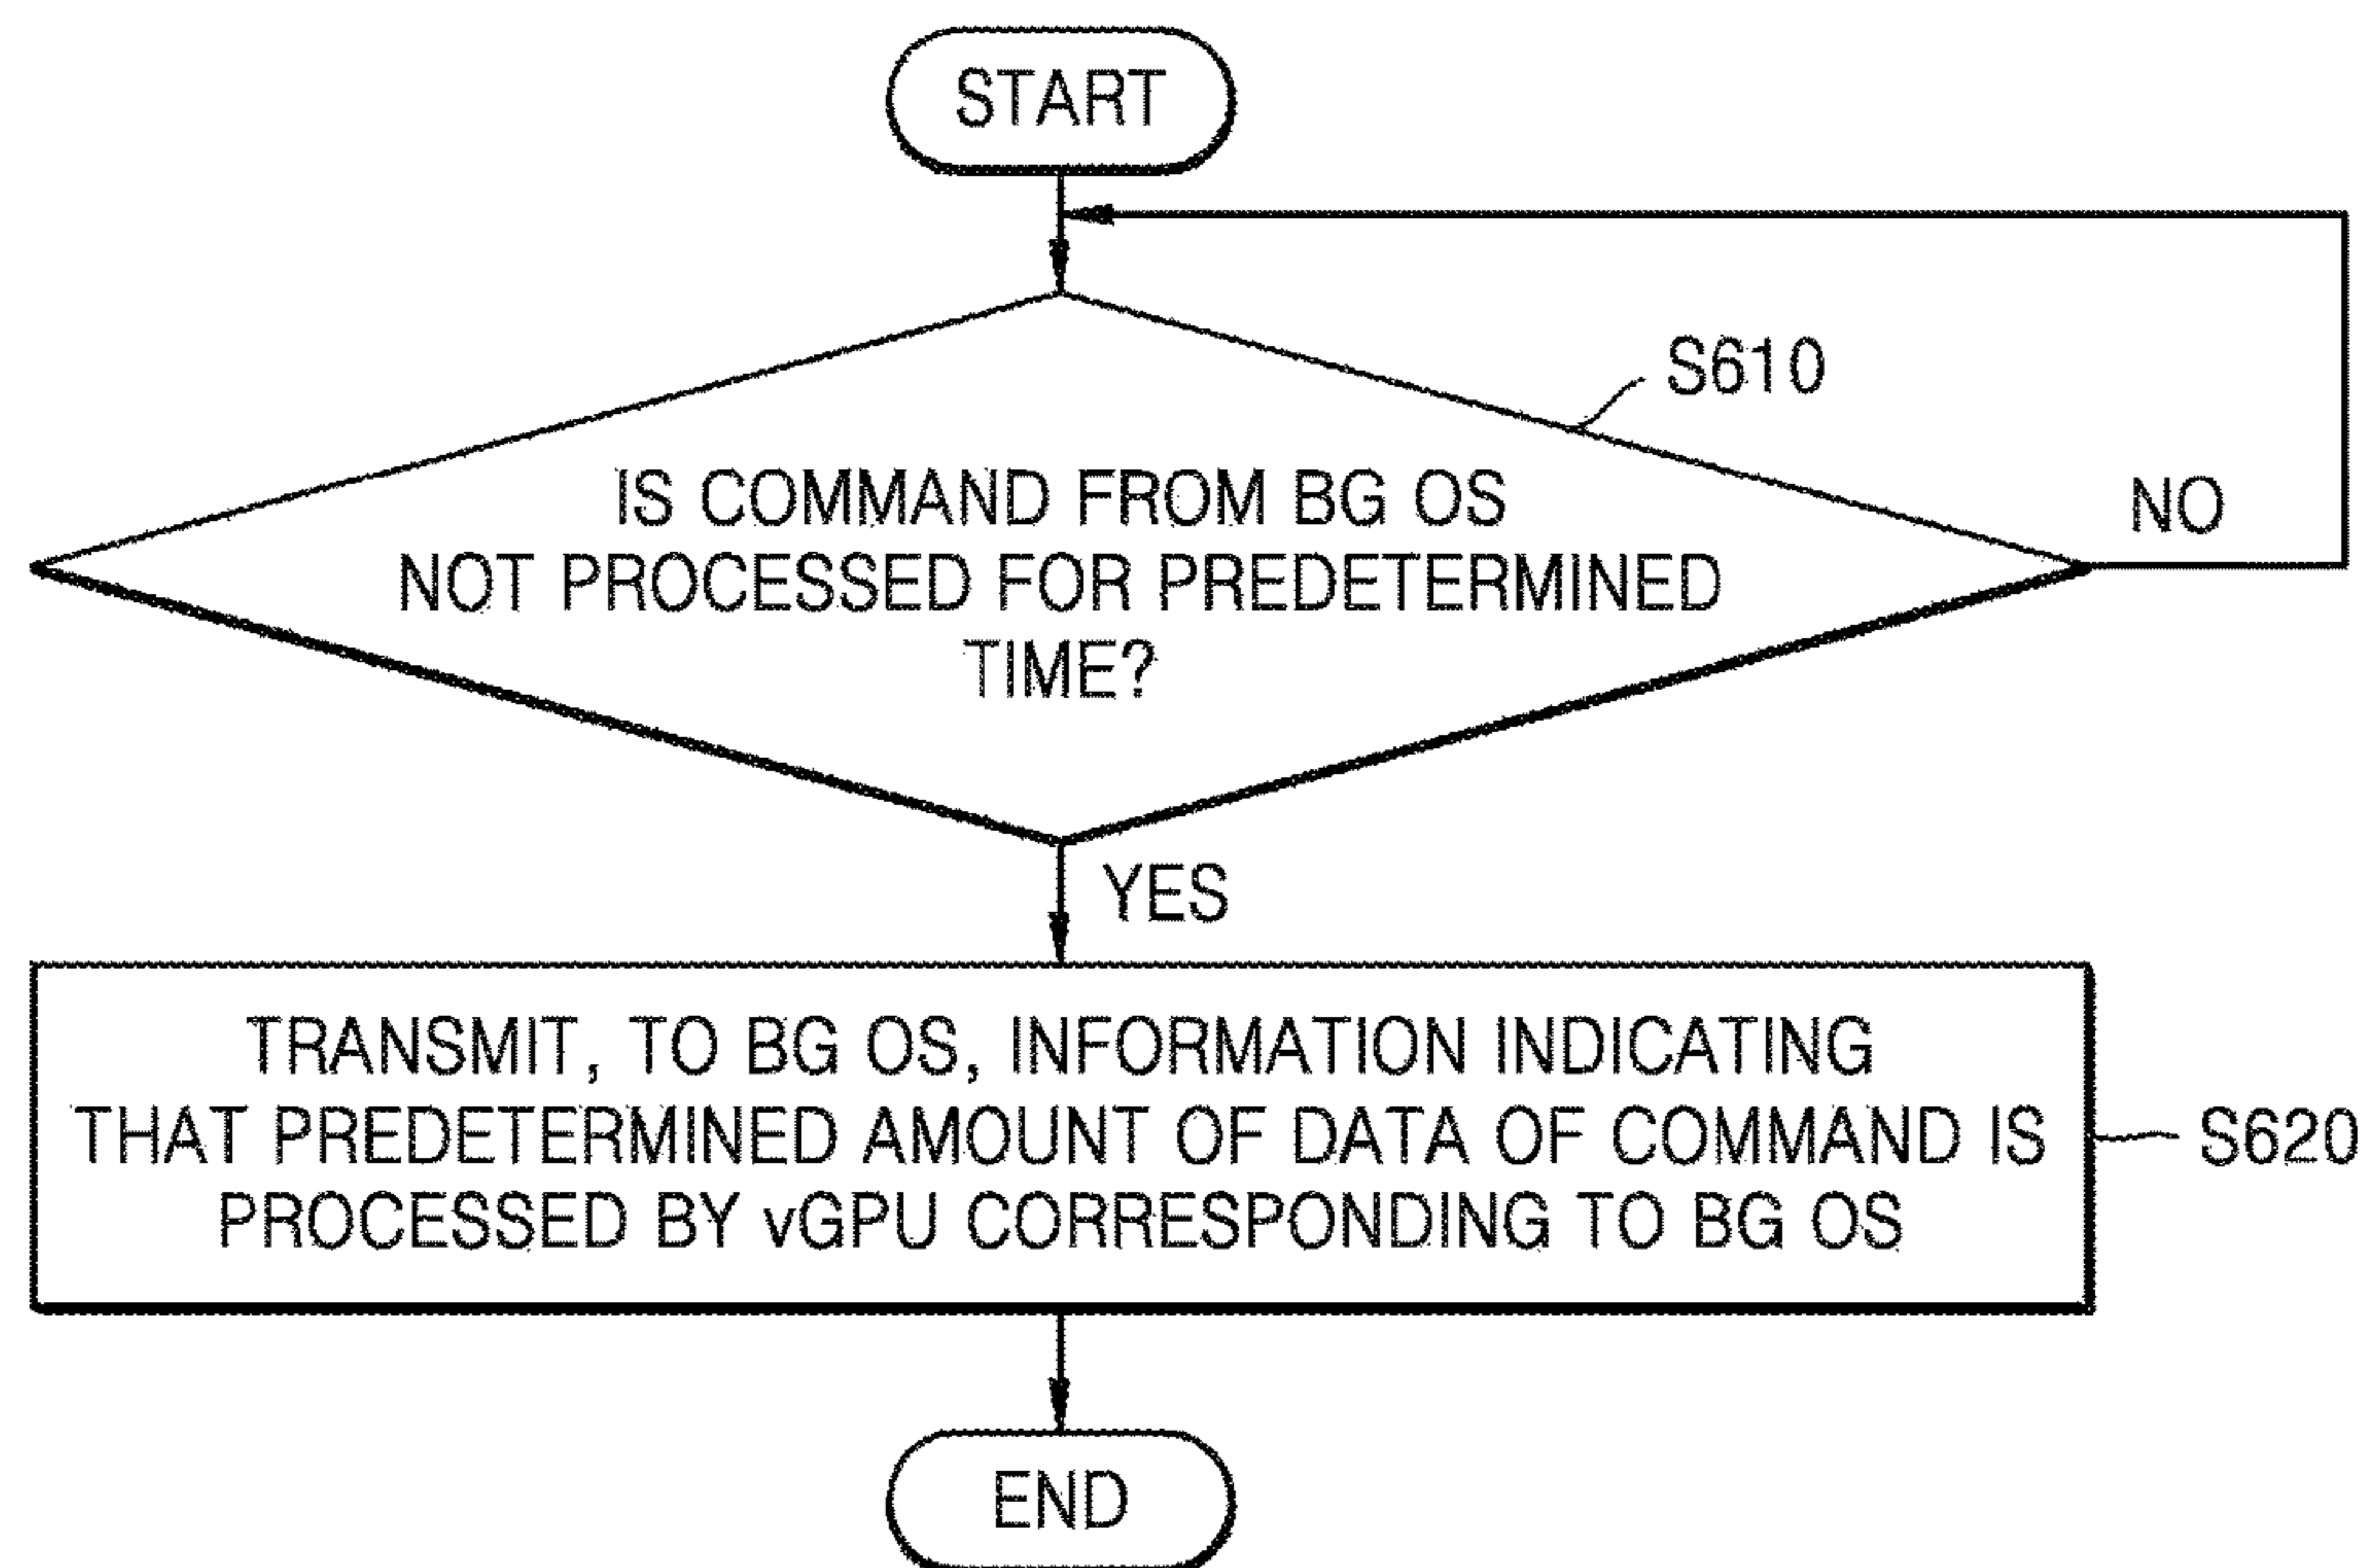 START
S610
IS COMMAND FROM BG OS
NOT PROCESSED FOR PREDETERMINED
TIME?
NO
YES
TRANSMIT, TO BG OS, INFORMATION INDICATING
THAT PREDETERMINED AMOUNT OF DATA OF COMMAND IS
PROCESSED BY vGPU CORRESPONDING TO BG OS
S620
END